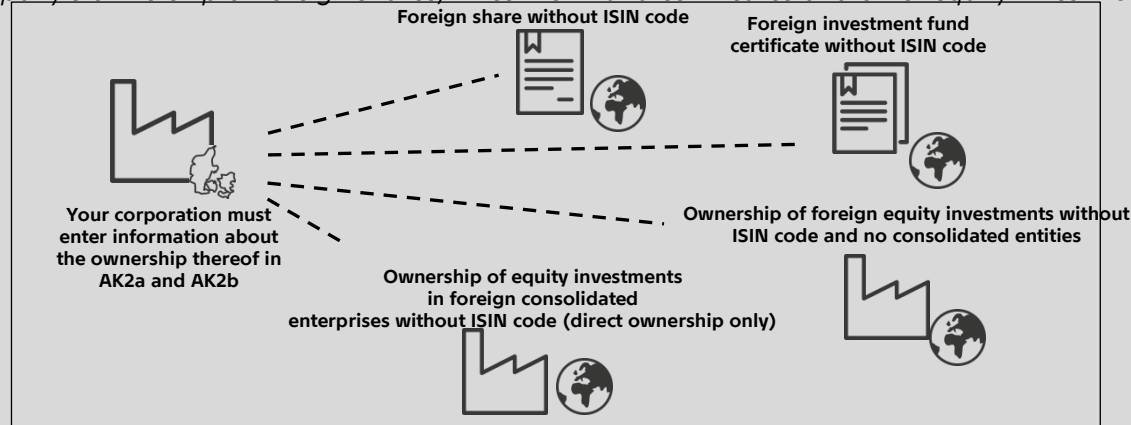 Foreign share without ISIN code
Foreign investment fund
certificate without ISIN code
Your corporation must
enter information about
the ownership thereof in
AK2a and AK2b
Ownership of foreign equity investments without
ISIN code and no consolidated entities
Ownership of equity investments
in foreign consolidated
enterprises without ISIN code (direct ownership only)